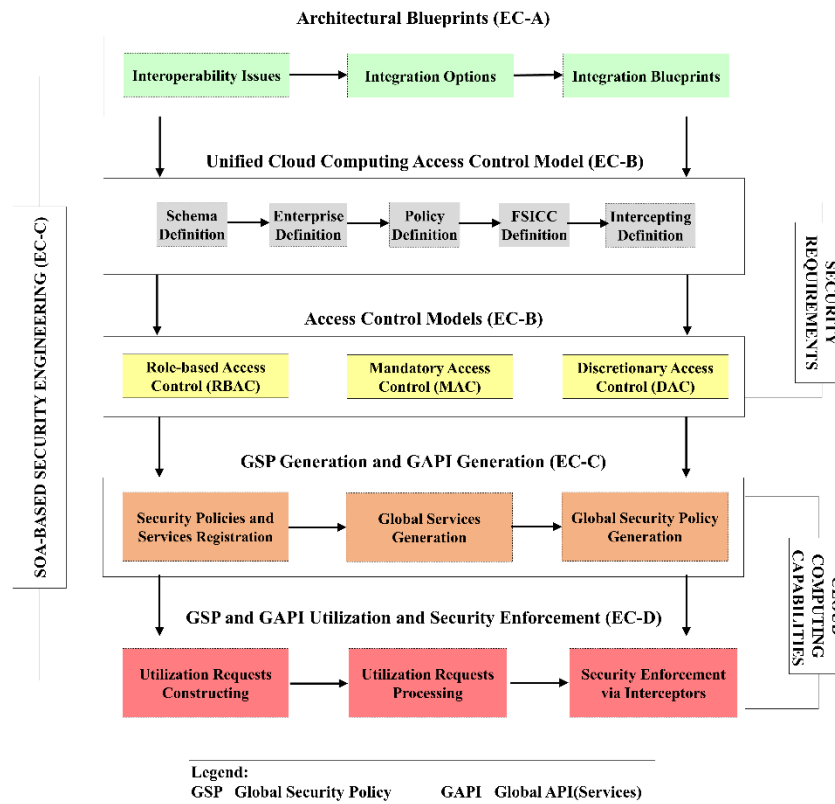 Architectural Blueprints (EC-A)
Interoperability Issues
Integration Options
Integration Blueprints
Unified Cloud Computing Access Control Model (EC-B)
Schema
Definition
Enterprise
Definition
Policy
Definition
FSICC
Definition
Intercepting
Definition
Access Control Models (EC-B)
Role-based Access
Control (RBAC)
Mandatory Access
Control (MAC)
Discretionary Access
Control (DAC)
GSP Generation and GAPI Generation (EC-C)
Security Policies and
Services Registration
Global Services
Generation
Global Security Policy
Generation
GSP and GAPI Utilization and Security Enforcement (EC-D)
Utilization Requests
Constructing
Utilization Requests
Processing
Security Enforcement
via Interceptors
SOA-BASED SECURITY ENGINEERING (EC-C)
SECURITY
REQUIREMENTS
COMPUTING
CAPABILITIES
Legend:
GSP Global Security Policy GAPI Global API(Services)